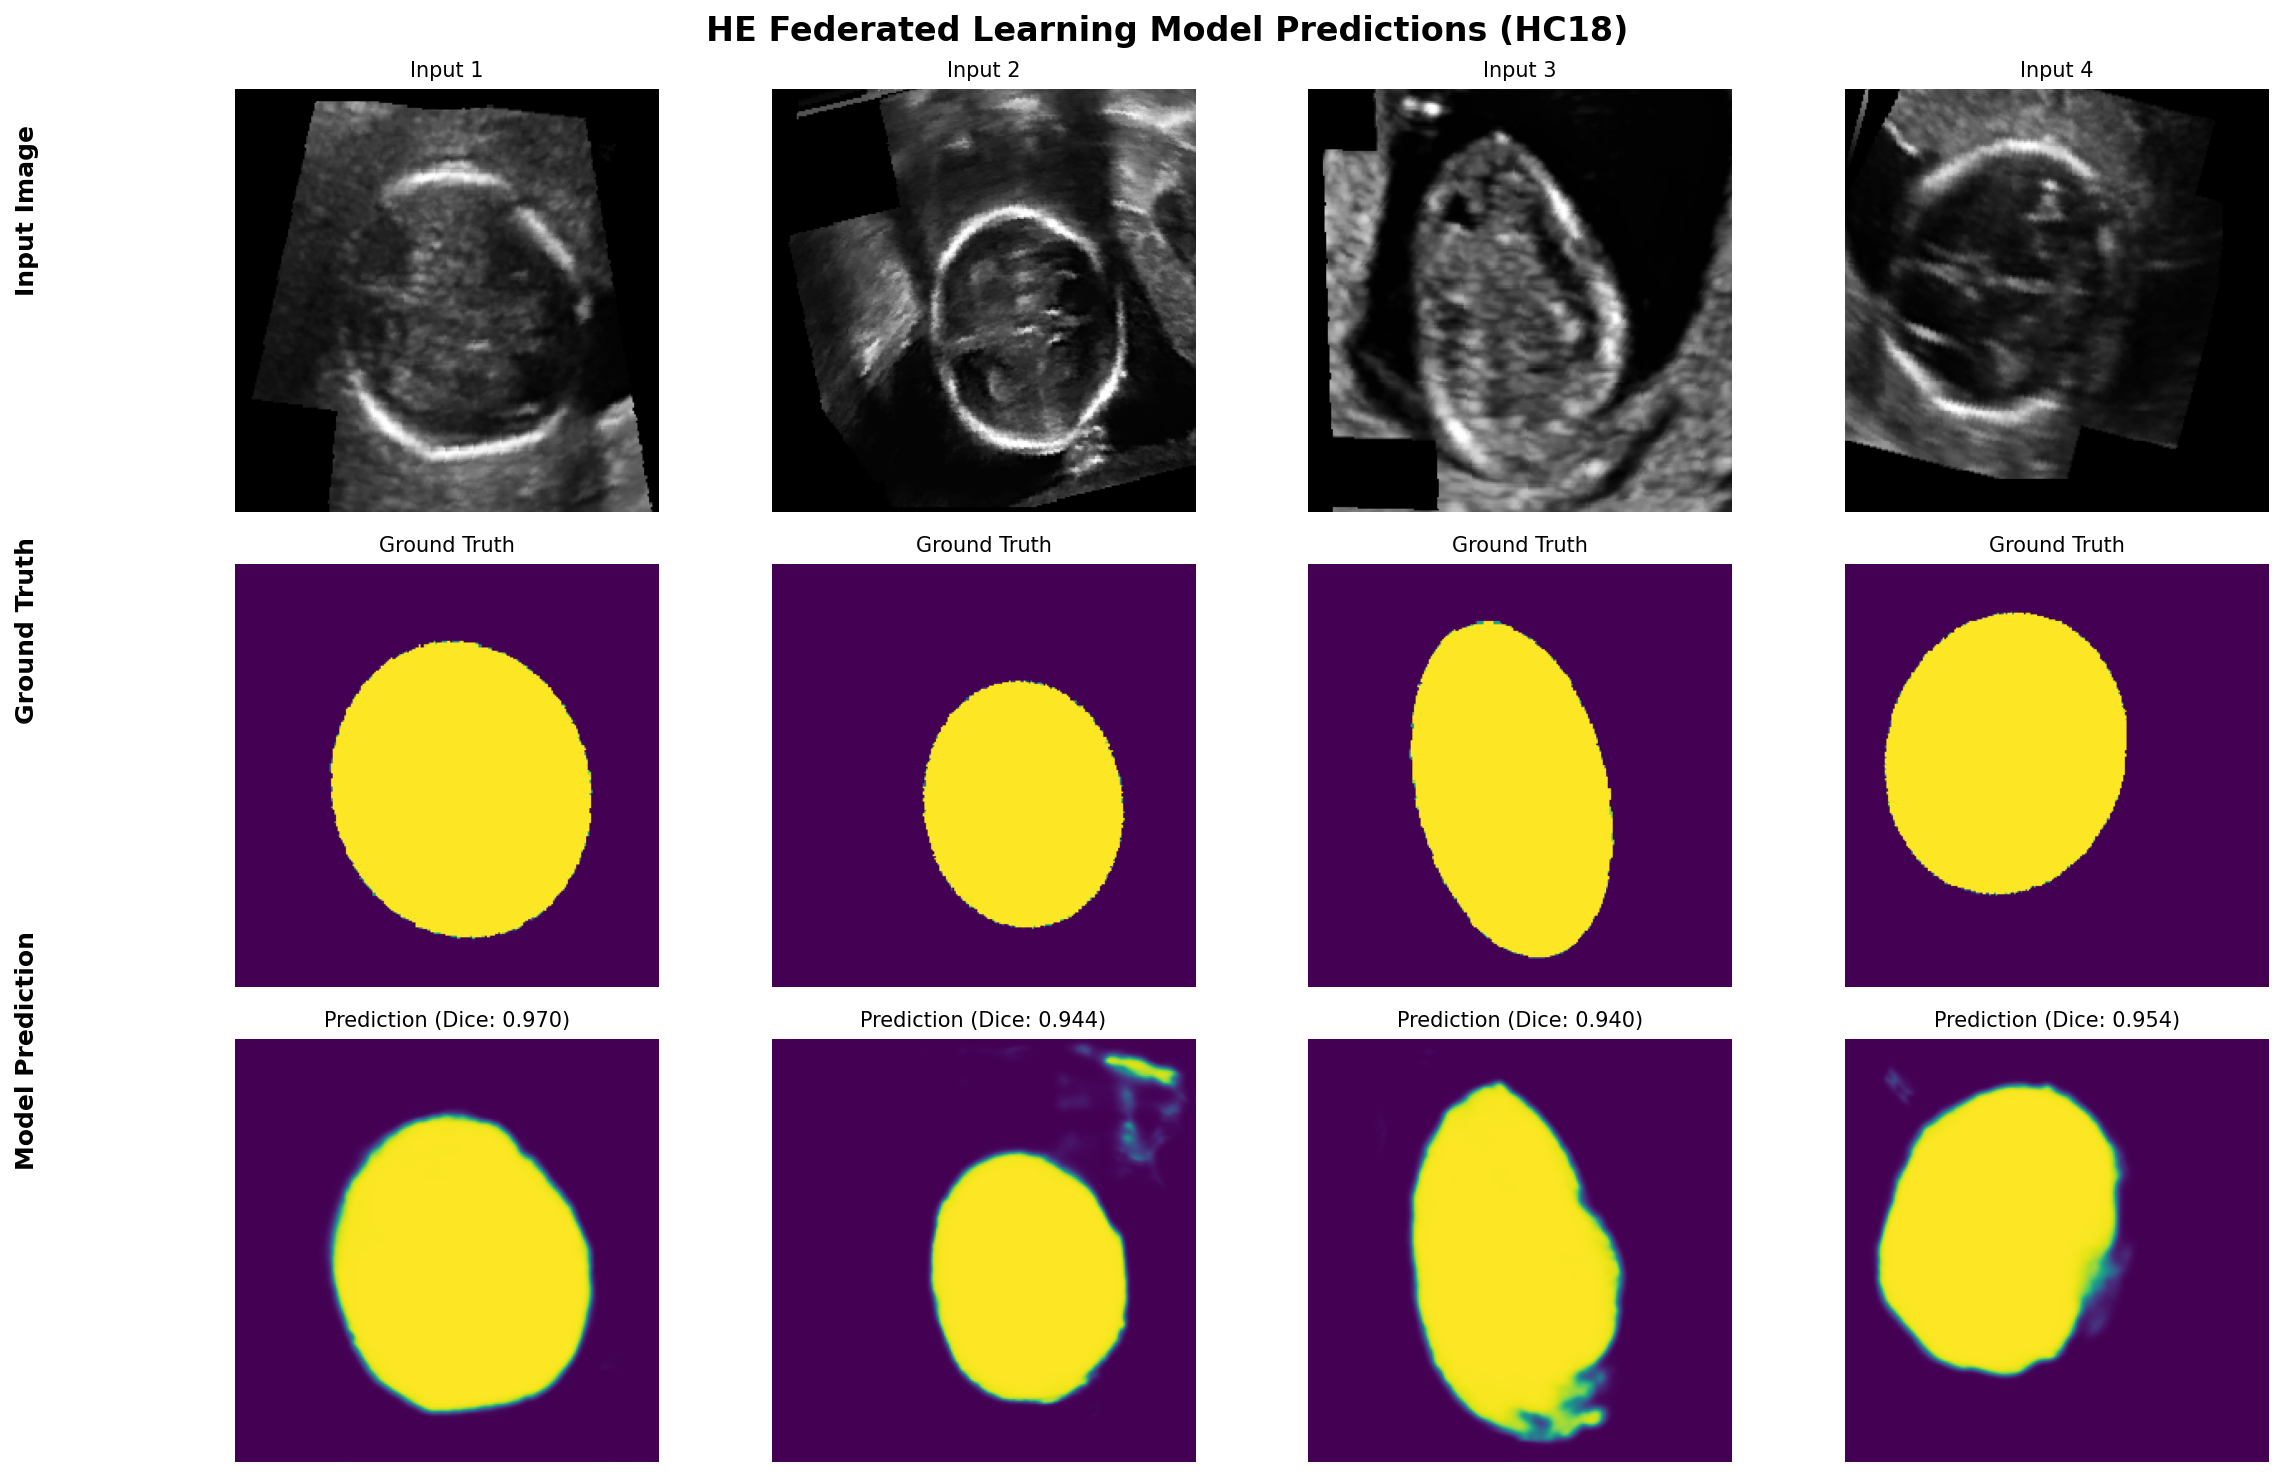 HE Federated Learning Model Predictions (HC18)
Input 1
Input 2
Input 3
Input 4
Input Image
Ground Truth
Ground Truth
Ground Truth
Ground Truth
Ground Truth
Prediction (Dice: 0.970)
Prediction (Dice: 0.944)
Prediction (Dice: 0.940)
Prediction (Dice: 0.954)
Model Prediction